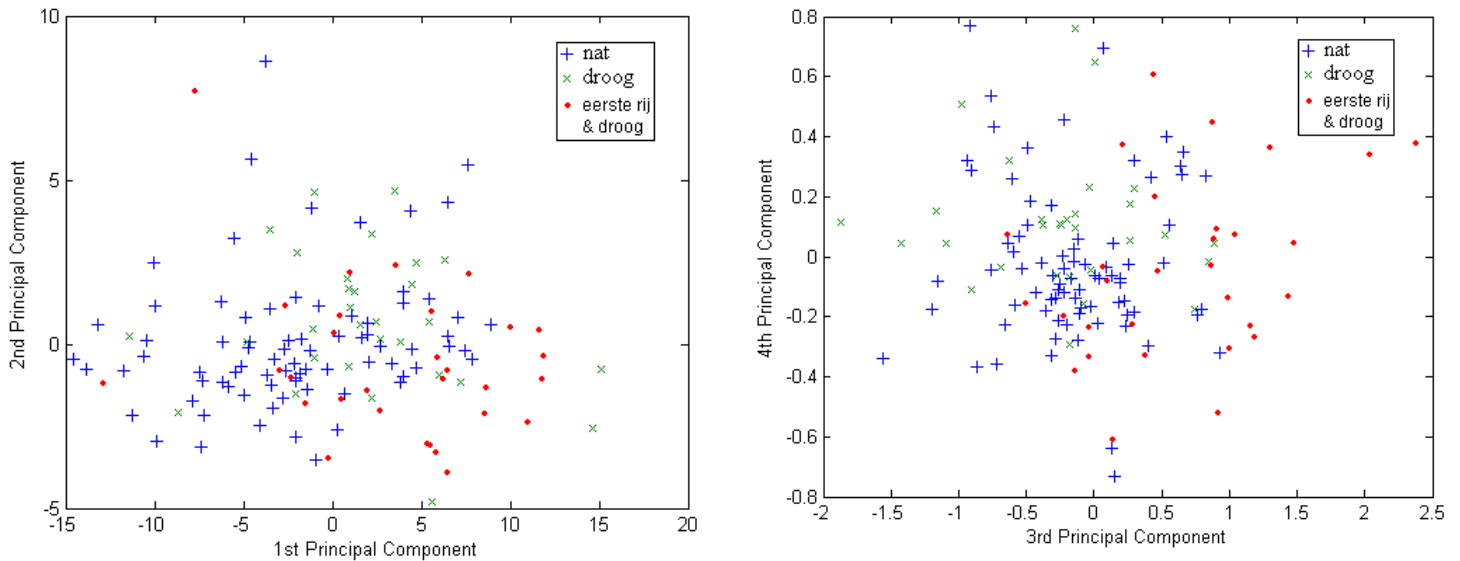 10
5
0
-5
-15
-10
-5
0
5
10
15
20
2nd Principal Component
1st Principal Component
nat
droog
eerste rij
& droog
0.8
0.6
0.4
0.2
0
-0.2
-0.4
-0.6
-0.8
-2
-1.5
-1
-0.5
0
0.5
1
1.5
2
2.5
4th Principal Component
3rd Principal Component
nat
droog
eerste rij
& droog